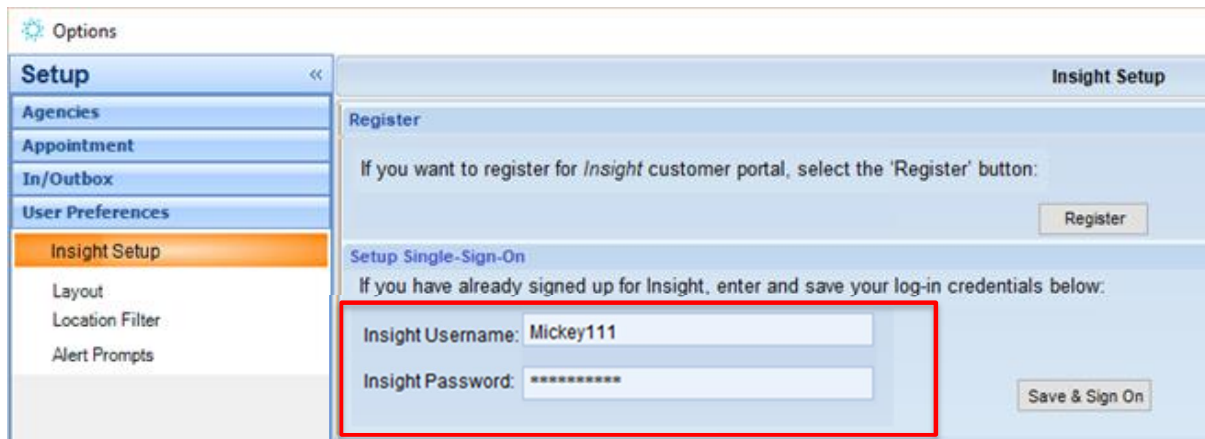 Options
Setup «
Agencies
Appointment
In/Outbox
User Preferences
Insight Setup
Layout
Location Filter
Alert Prompts
Insight Setup
Register
If you want to register for Insight customer portal, select the 'Register' button:
Register
Setup Single-Sign-On
If you have already signed up for Insight, enter and save your log-in credentials below:
Insight Username: Mickey111
Insight Password: **********
Save & Sign On